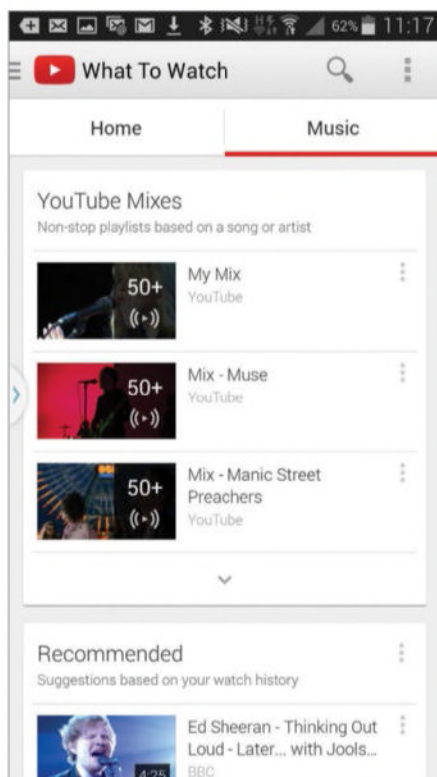 62% 11:17
What To Watch
Home Music
YouTube Mixes
Non-stop playlists based on a song or artist
50+ My Mix
YouTube
50+ Mix - Muse
YouTube
50+ Mix - Manic Street
Preachers
YouTube
Recommended
Suggestions based on your watch history
Ed Sheeran - Thinking Out
Loud - Later... with Jools...
4:25 BBC